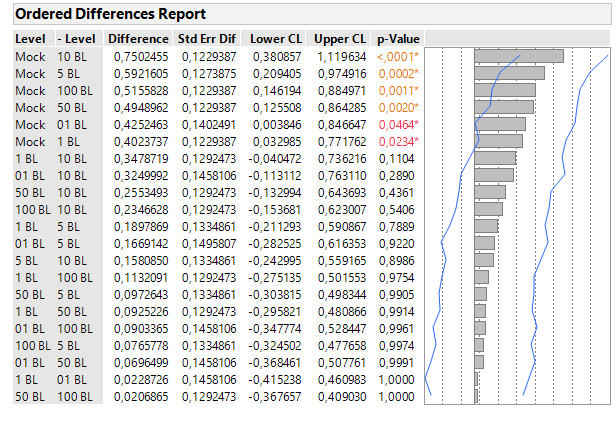 Ordered Differences Report
Level - Level Difference Std Err Dif Lower CL Upper CL p-Value
Mock 10 BL 0,7502455 0,1229387 0,380857 1,119634 <,0001*
Mock 5 BL 0,5921605 0,1273875 0,209405 0,974916 0,0002*
Mock 100 BL 0,5155828 0,1229387 0,146194 0,884971 0,0011*
Mock 50 BL 0,4948962 0,1229387 0,125508 0,864285 0,0020*
Mock 01 BL 0,4252463 0,1402491 0,003846 0,846647 0,0464*
Mock 1 BL 0,4023737 0,1229387 0,032985 0,771762 0,0234*
1 BL 10 BL 0,3478719 0,1292473 -0,040472 0,736216 0,1104
01 BL 10 BL 0,3249992 0,1458106 -0,113112 0,763110 0,2890
50 BL 10 BL 0,2553493 0,1292473 -0,132994 0,643693 0,4361
100 BL 10 BL 0,2346628 0,1292473 -0,153681 0,623007 0,5406
1 BL 5 BL 0,1897869 0,1334861 -0,211293 0,590867 0,7889
01 BL 5 BL 0,1669142 0,1495807 -0,282525 0,616353 0,9220
5 BL 10 BL 0,1580850 0,1334861 -0,242995 0,559165 0,8986
1 BL 100 BL 0,1132091 0,1292473 -0,275135 0,501553 0,9754
50 BL 5 BL 0,0972643 0,1334861 -0,303815 0,498344 0,9905
1 BL 50 BL 0,0925226 0,1292473 -0,295821 0,480866 0,9914
01 BL 100 BL 0,0903365 0,1458106 -0,347774 0,528447 0,9961
100 BL 5 BL 0,0765778 0,1334861 -0,324502 0,477658 0,9974
01 BL 50 BL 0,0696499 0,1458106 -0,368461 0,507761 0,9991
1 BL 01 BL 0,0228726 0,1458106 -0,415238 0,460983 1,0000
50 BL 100 BL 0,0206865 0,1292473 -0,367657 0,409030 1,0000